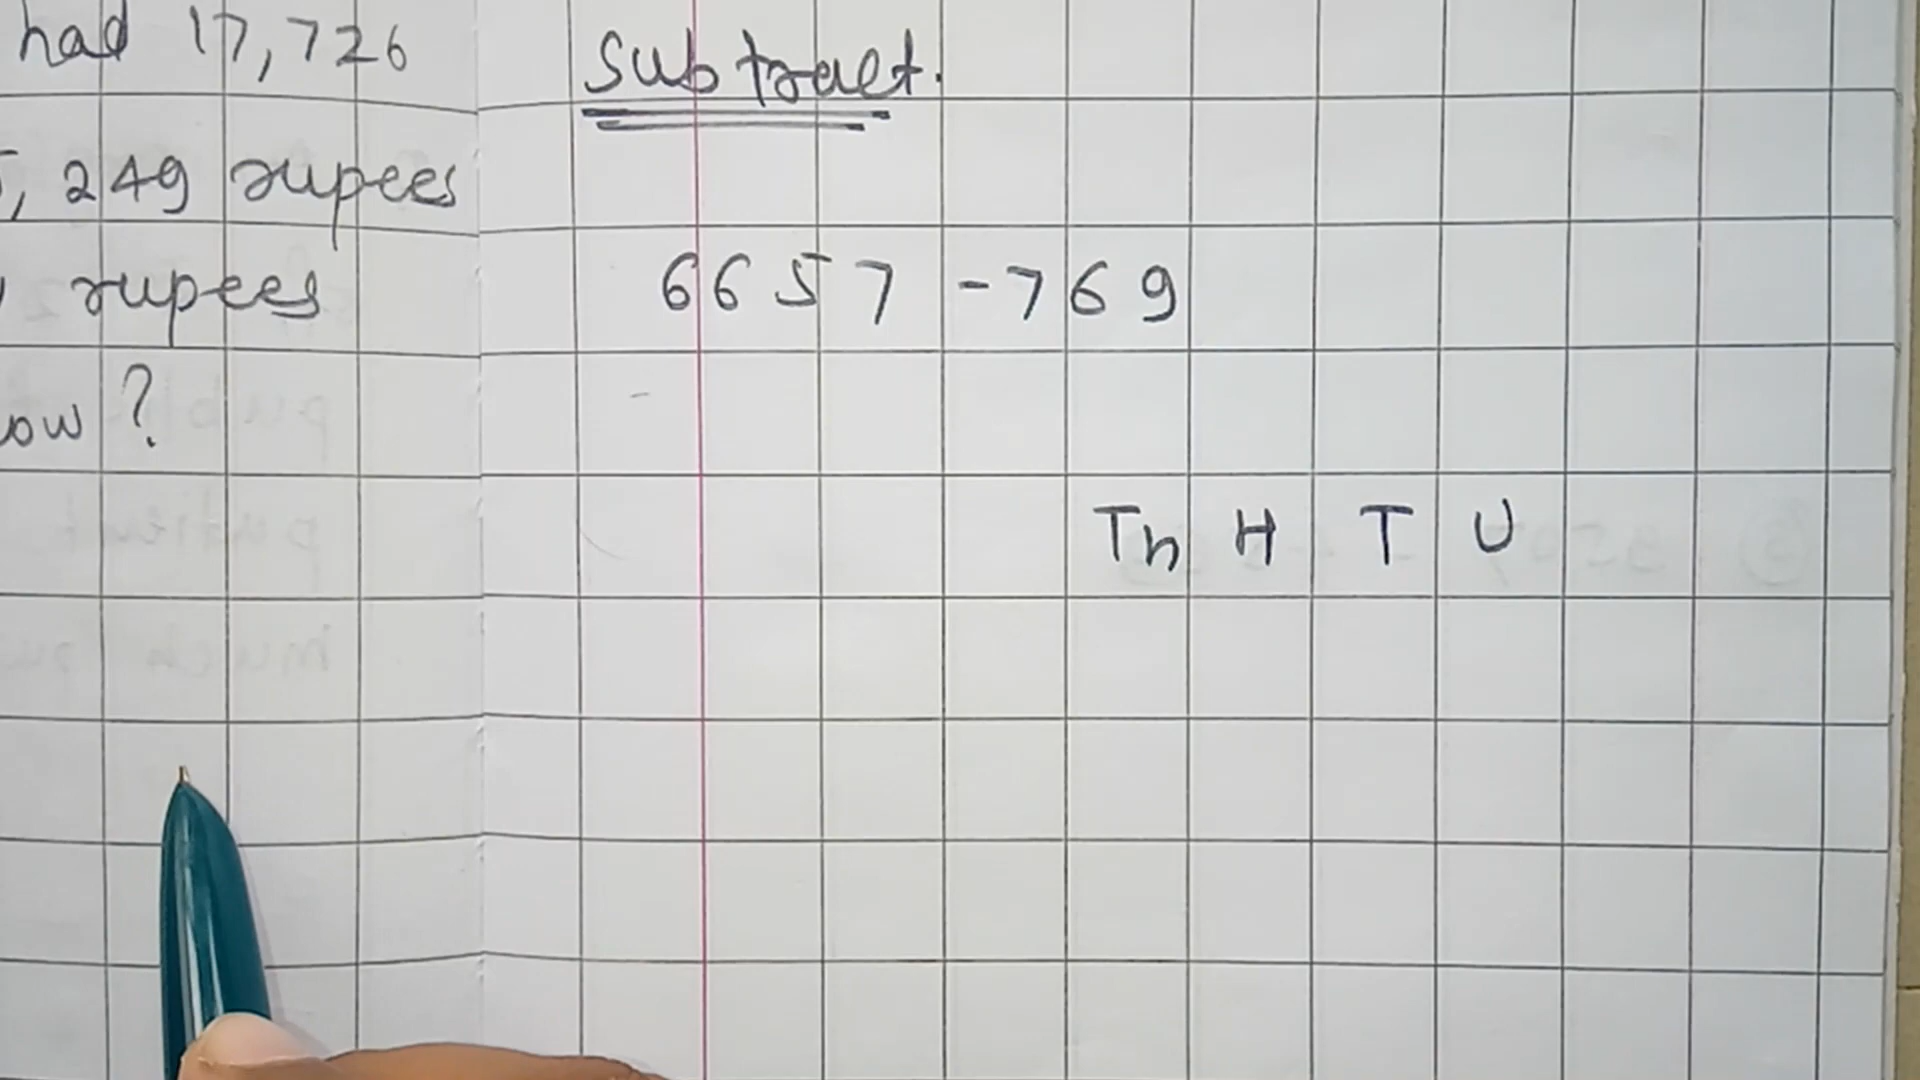 had 17,726
, 249 rupees
rupees
ow ?
Subtract.
6657 - 769
Th H T U